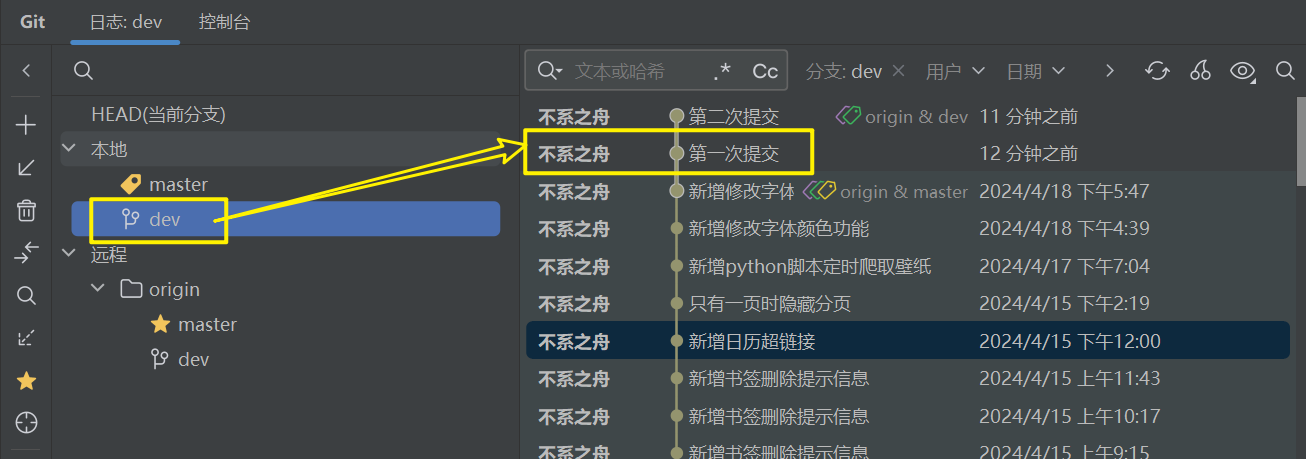 Git 日志: dev 控制台
文本或哈希 .* Cc 分支: dev 用户 日期
HEAD(当前分支)
本地
master
dev
远程
origin
master
dev
不系之舟 第二次提交 origin & dev 11 分钟之前
不系之舟 第一次提交 12 分钟之前
不系之舟 新增修改字体 origin & master 2024/4/18 下午5:47
不系之舟 新增修改字体颜色功能 2024/4/18 下午4:39
不系之舟 新增python脚本定时爬取壁纸 2024/4/17 下午7:04
不系之舟 只有一页时隐藏分页 2024/4/15 下午2:19
不系之舟 新增日历超链接 2024/4/15 下午12:00
不系之舟 新增书签删除提示信息 2024/4/15 上午11:43
不系之舟 新增书签删除提示信息 2024/4/15 上午10:17
不系之舟 新增书签删除提示信息 2024/4/15 上午9:15